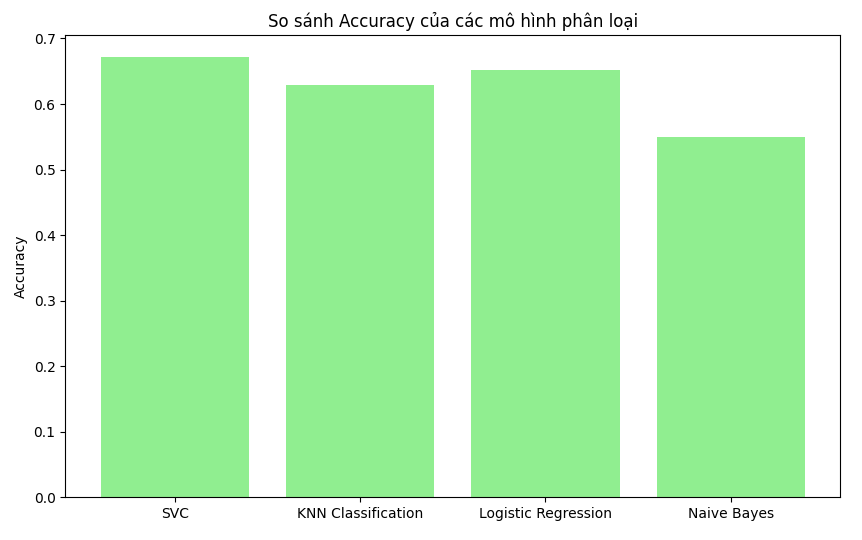 So sánh Accuracy của các mô hình phân loại
Accuracy
0.7
0.6
0.5
0.4
0.3
0.2
0.1
0.0
SVC
KNN Classification
Logistic Regression
Naive Bayes